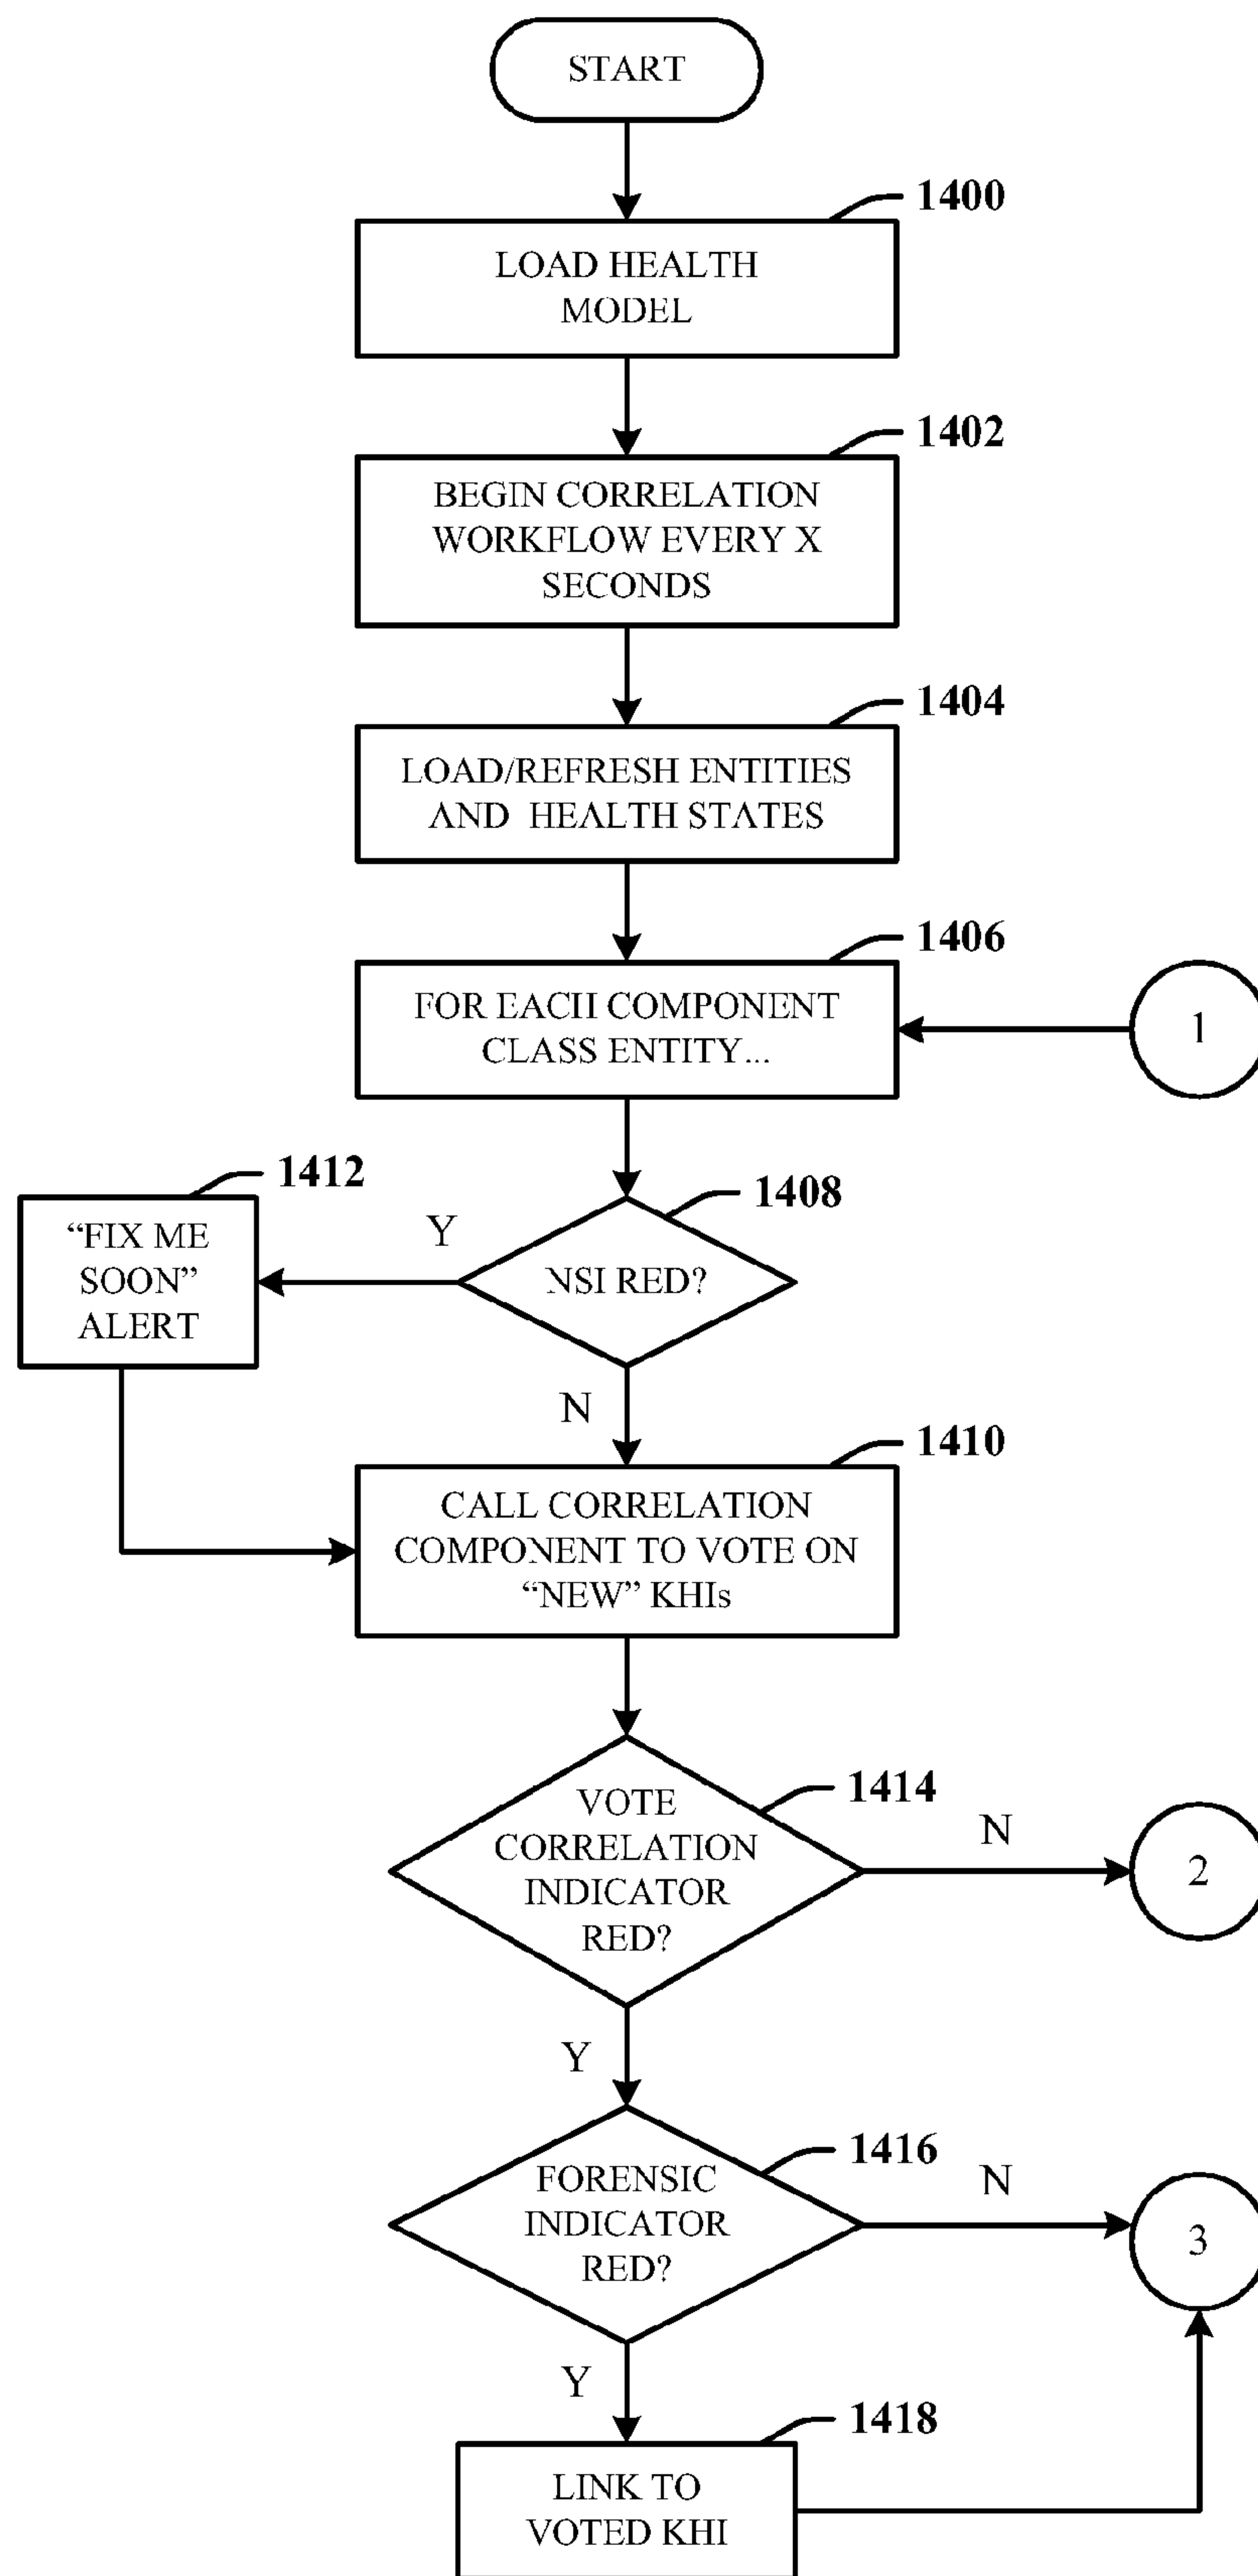 START
1400
LOAD HEALTH
MODEL
1402
BEGIN CORRELATION
WORKFLOW EVERY X
SECONDS
1404
LOAD/REFRESH ENTITIES
AND HEALTH STATES
1406
FOR EACH COMPONENT
CLASS ENTITY...
1
1412
“FIX ME
SOON”
ALERT
Y
1408
NSI RED?
N
1410
CALL CORRELATION
COMPONENT TO VOTE ON
“NEW” KHIs
1414
VOTE
CORRELATION
INDICATOR
RED?
N
2
Y
1416
FORENSIC
INDICATOR
RED?
N
3
Y
1418
LINK TO
VOTED KHI